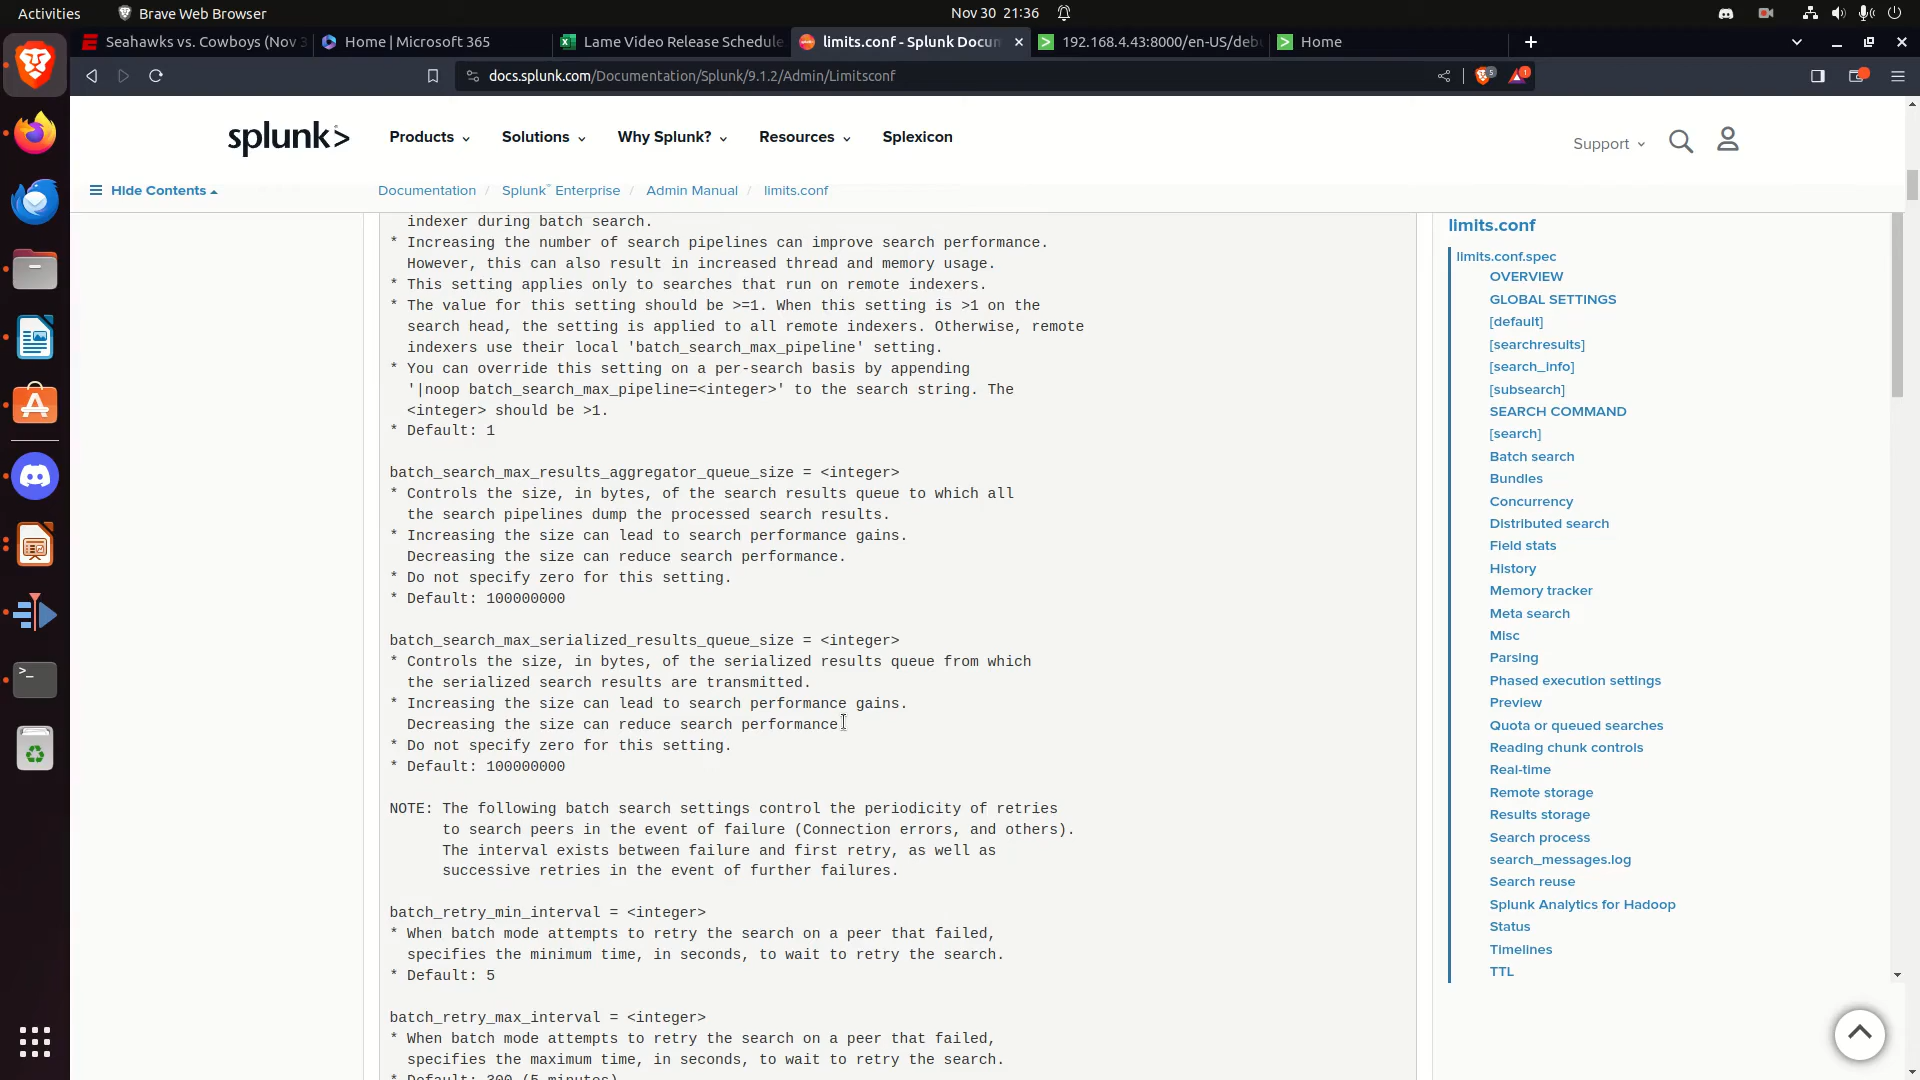 Activities
Brave Web Browser
Nov 30 21:36
Seahawks vs. Cowboys (Nov 3
Home | Microsoft 365
Lame Video Release Schedule.
limits.conf - Splunk Docum
192.168.4.43:8000/en-US/deb
Home
docs.splunk.com/Documentation/Splunk/9.1.2/Admin/Limitsconf
5
1
splunk>
Products
Solutions
Why Splunk?
Resources
Splexicon
Support
Hide Contents
Documentation / Splunk® Enterprise / Admin Manual / limits.conf
indexer during batch search.
* Increasing the number of search pipelines can improve search performance.
However, this can also result in increased thread and memory usage.
* This setting applies only to searches that run on remote indexers.
* The value for this setting should be >=1. When this setting is >1 on the
search head, the setting is applied to all remote indexers. Otherwise, remote
indexers use their local 'batch_search_max_pipeline' setting.
* You can override this setting on a per-search basis by appending
'|noop batch_search_max_pipeline=<integer>' to the search string. The
<integer> should be >1.
* Default: 1
batch_search_max_results_aggregator_queue_size = <integer>
* Controls the size, in bytes, of the search results queue to which all
the search pipelines dump the processed search results.
* Increasing the size can lead to search performance gains.
Decreasing the size can reduce search performance.
* Do not specify zero for this setting.
* Default: 100000000
batch_search_max_serialized_results_queue_size = <integer>
* Controls the size, in bytes, of the serialized results queue from which
the serialized search results are transmitted.
* Increasing the size can lead to search performance gains.
Decreasing the size can reduce search performance
* Do not specify zero for this setting.
* Default: 100000000
NOTE: The following batch search settings control the periodicity of retries
to search peers in the event of failure (Connection errors, and others).
The interval exists between failure and first retry, as well as
successive retries in the event of further failures.
batch_retry_min_interval = <integer>
* When batch mode attempts to retry the search on a peer that failed,
specifies the minimum time, in seconds, to wait to retry the search.
* Default: 5
batch_retry_max_interval = <integer>
* When batch mode attempts to retry the search on a peer that failed,
specifies the maximum time, in seconds, to wait to retry the search.
* Default: 300 (5 minutes)
limits.conf
limits.conf.spec
OVERVIEW
GLOBAL SETTINGS
[default]
[searchresults]
[search_info]
[subsearch]
SEARCH COMMAND
[search]
Batch search
Bundles
Concurrency
Distributed search
Field stats
History
Memory tracker
Meta search
Misc
Parsing
Phased execution settings
Preview
Quota or queued searches
Reading chunk controls
Real-time
Remote storage
Results storage
Search process
search_messages.log
Search reuse
Splunk Analytics for Hadoop
Status
Timelines
TTL